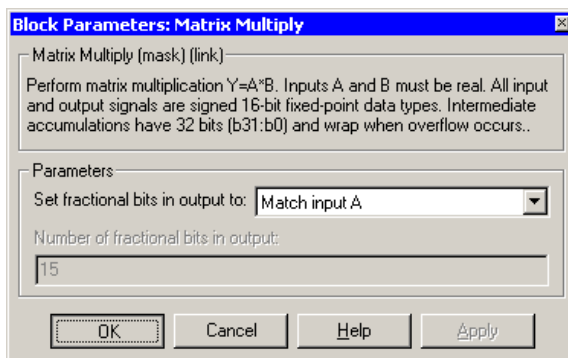 Block Parameters: Matrix Multiply
Matrix Multiply (mask) (link)
Perform matrix multiplication Y=A*B. Inputs A and B must be real. All input
and output signals are signed 16-bit fixed-point data types. Intermediate
accumulations have 32 bits (b31:b0) and wrap when overflow occurs..
Parameters
Set fractional bits in output to: Match input A
Number of fractional bits in output:
15
OK Cancel Help Apply